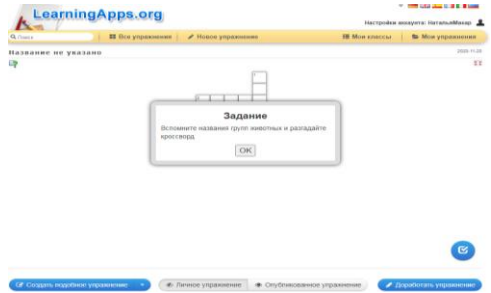 LearningApps.org
Настройки аккаунта: НатальяМакар
Поиск
Все упражнения
Новое упражнение
Мои классы
Мои упражнения
Название не указано
Задание
Вспомните названия групп животных и разгадайте
кроссворд
OK
Создать подобное упражнение
Личное упражнение
Опубликованное упражнение
Доработать упражнение